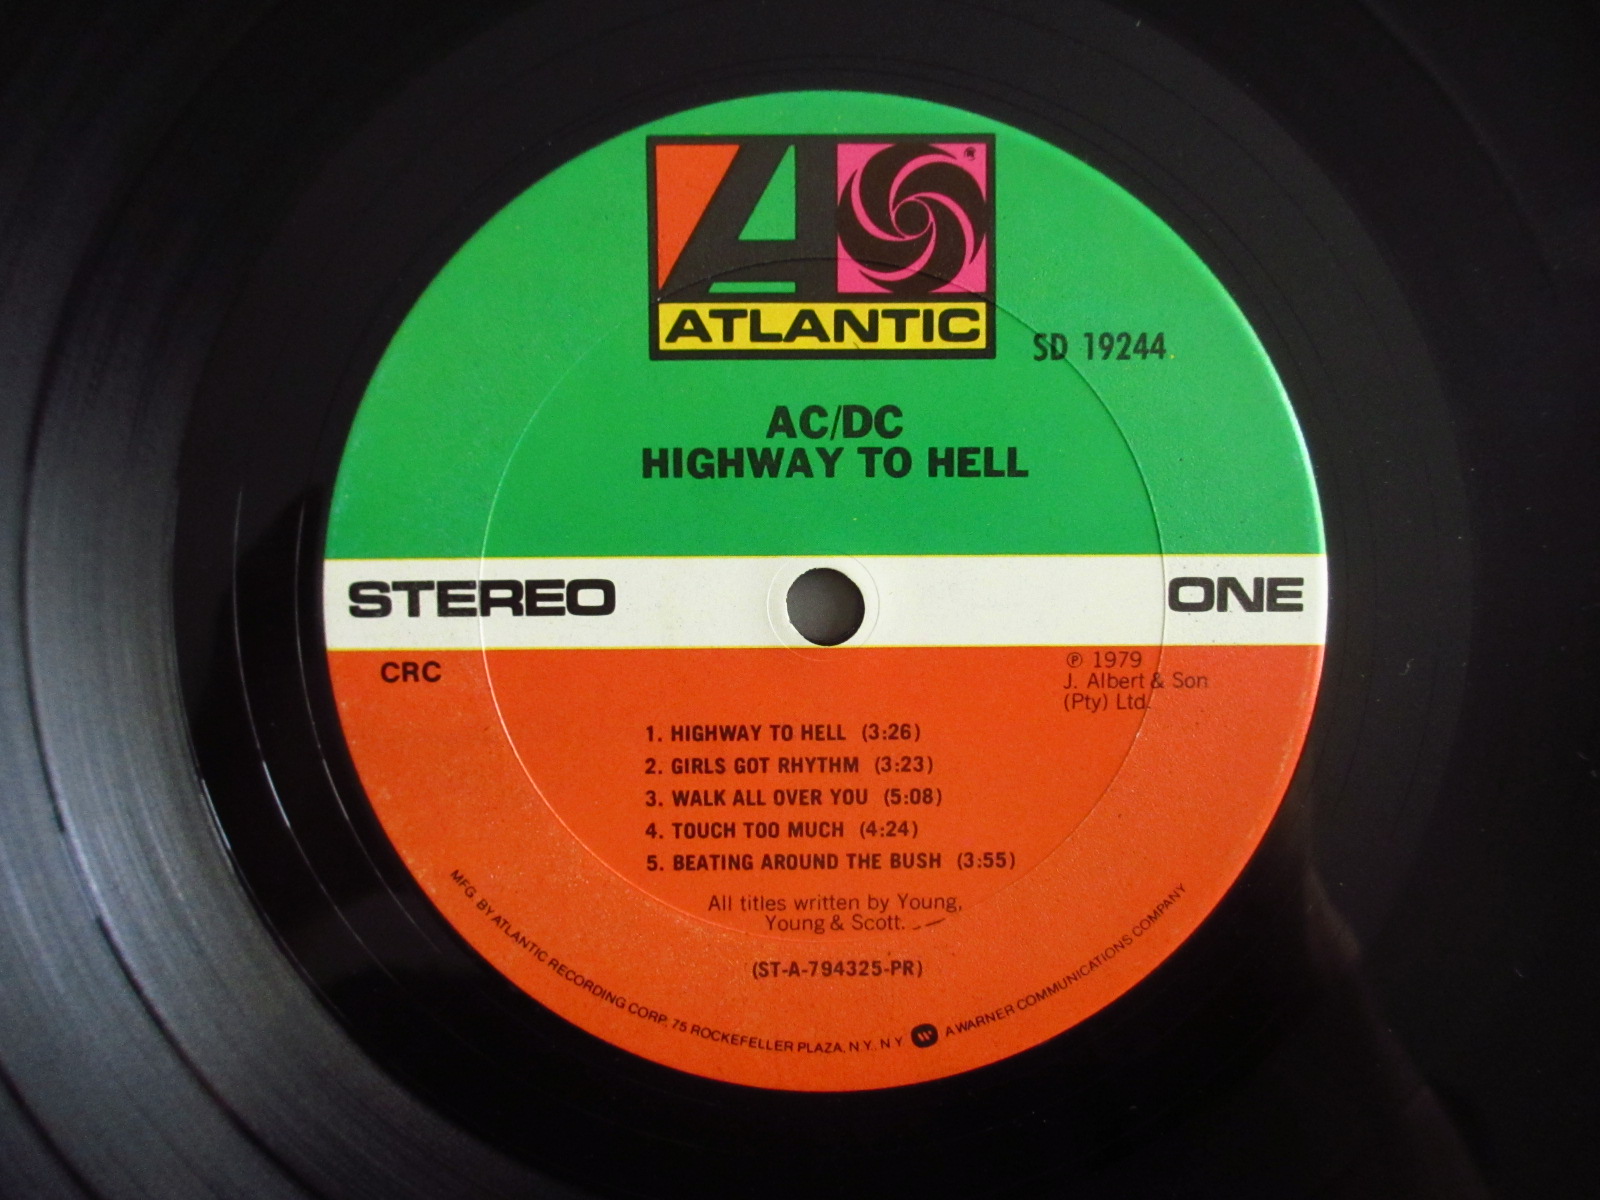 ATLANTIC
®
SD 19244
AC/DC
HIGHWAY TO HELL
STEREO
ONE
CRC
℗ 1979
J. Albert & Son
(Pty) Ltd.
1. HIGHWAY TO HELL (3:26)
2. GIRLS GOT RHYTHM (3:23)
3. WALK ALL OVER YOU (5:08)
4. TOUCH TOO MUCH (4:24)
5. BEATING AROUND THE BUSH (3:55)
All titles written by Young,
Young & Scott.
(ST-A-794325-PR)
MFG. BY ATLANTIC RECORDING CORP. 75 ROCKEFELLER PLAZA, N.Y. N Y A WARNER COMMUNICATIONS COMPANY